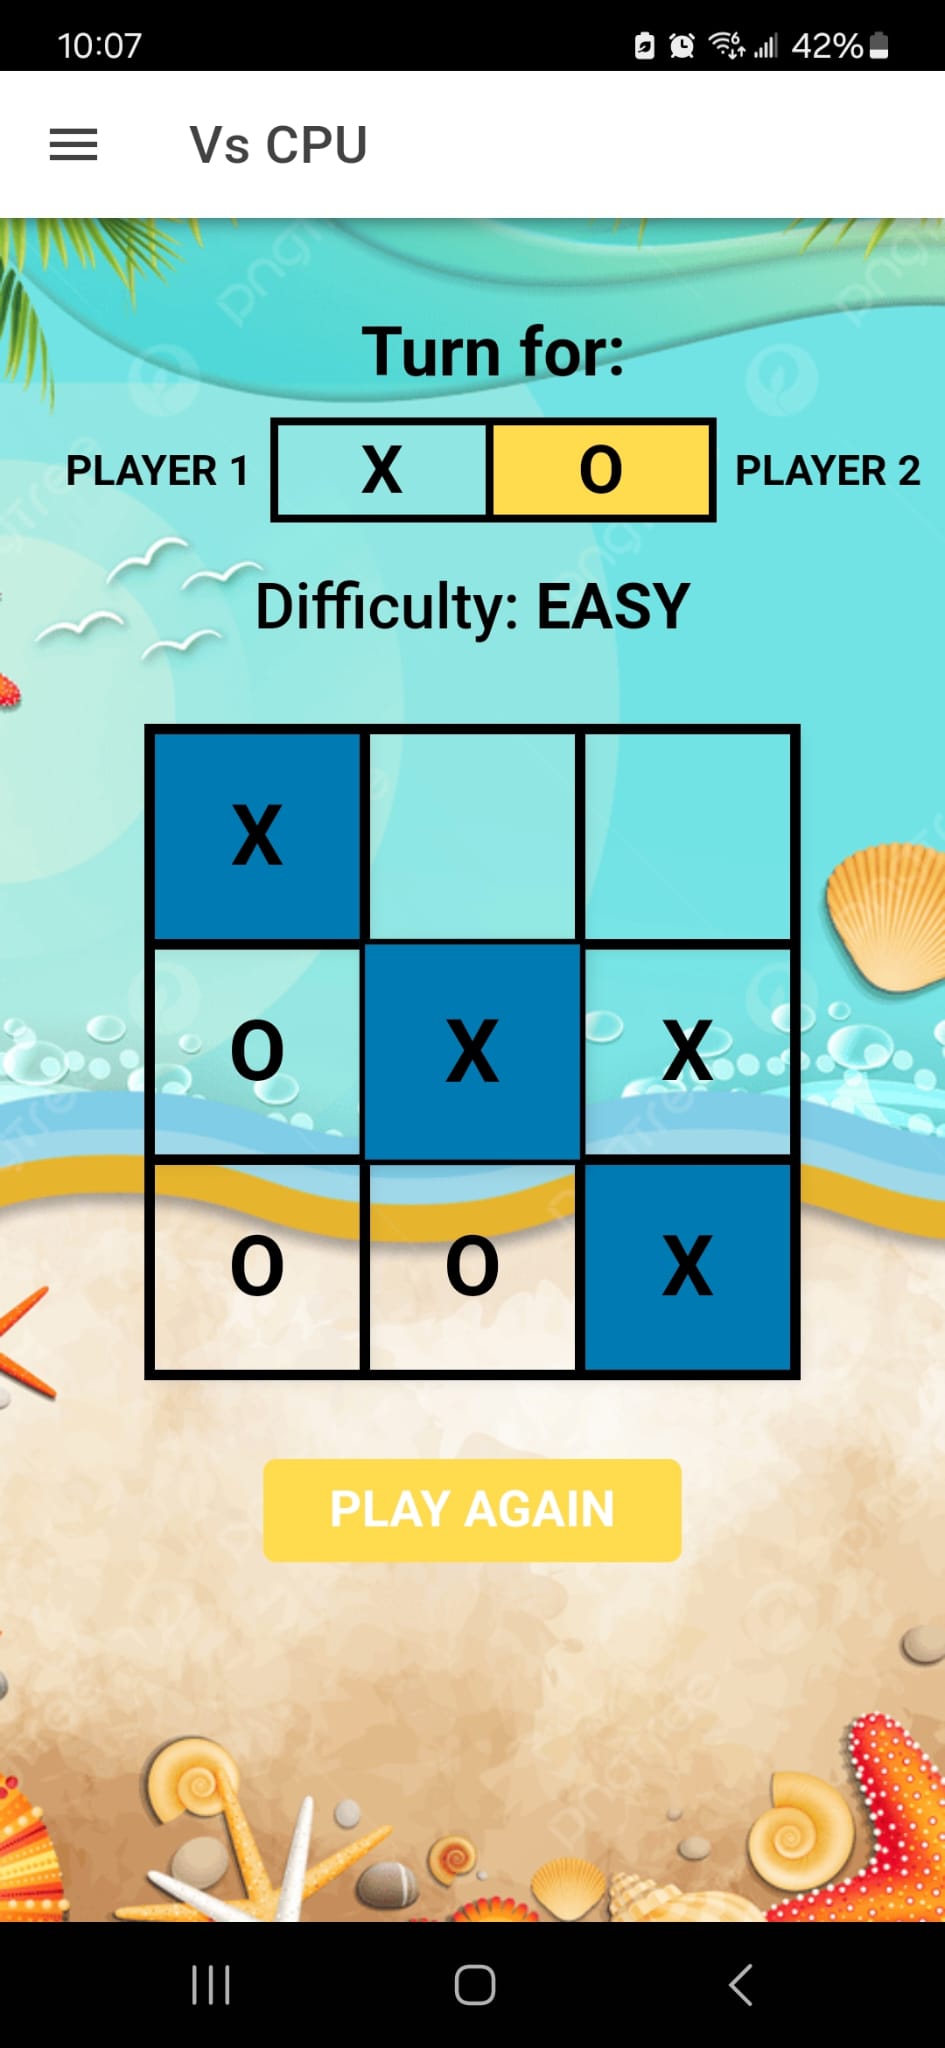 10:07 42%
Vs CPU
Turn for:
PLAYER 1 X O PLAYER 2
Difficulty: EASY
X
O X X
O O X
PLAY AGAIN